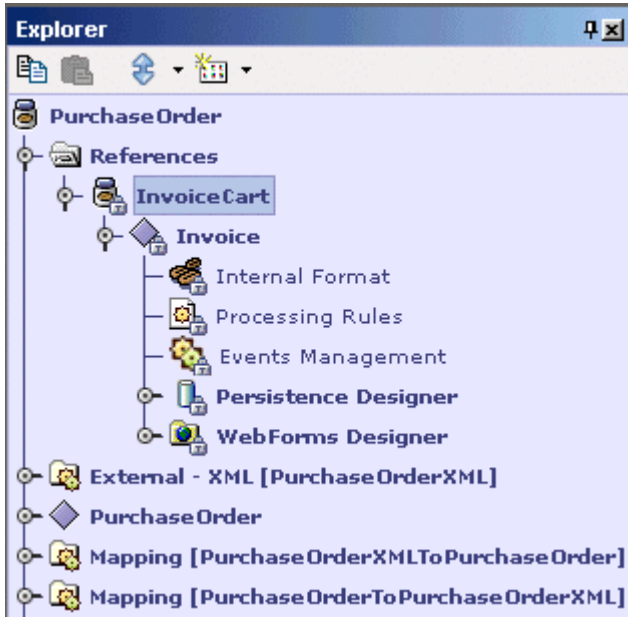 Explorer
PurchaseOrder
References
InvoiceCart
Invoice
Internal Format
Processing Rules
Events Management
Persistence Designer
WebForms Designer
External - XML [PurchaseOrderXML]
PurchaseOrder
Mapping [PurchaseOrderXMLToPurchaseOrder]
Mapping [PurchaseOrderToPurchaseOrderXML]